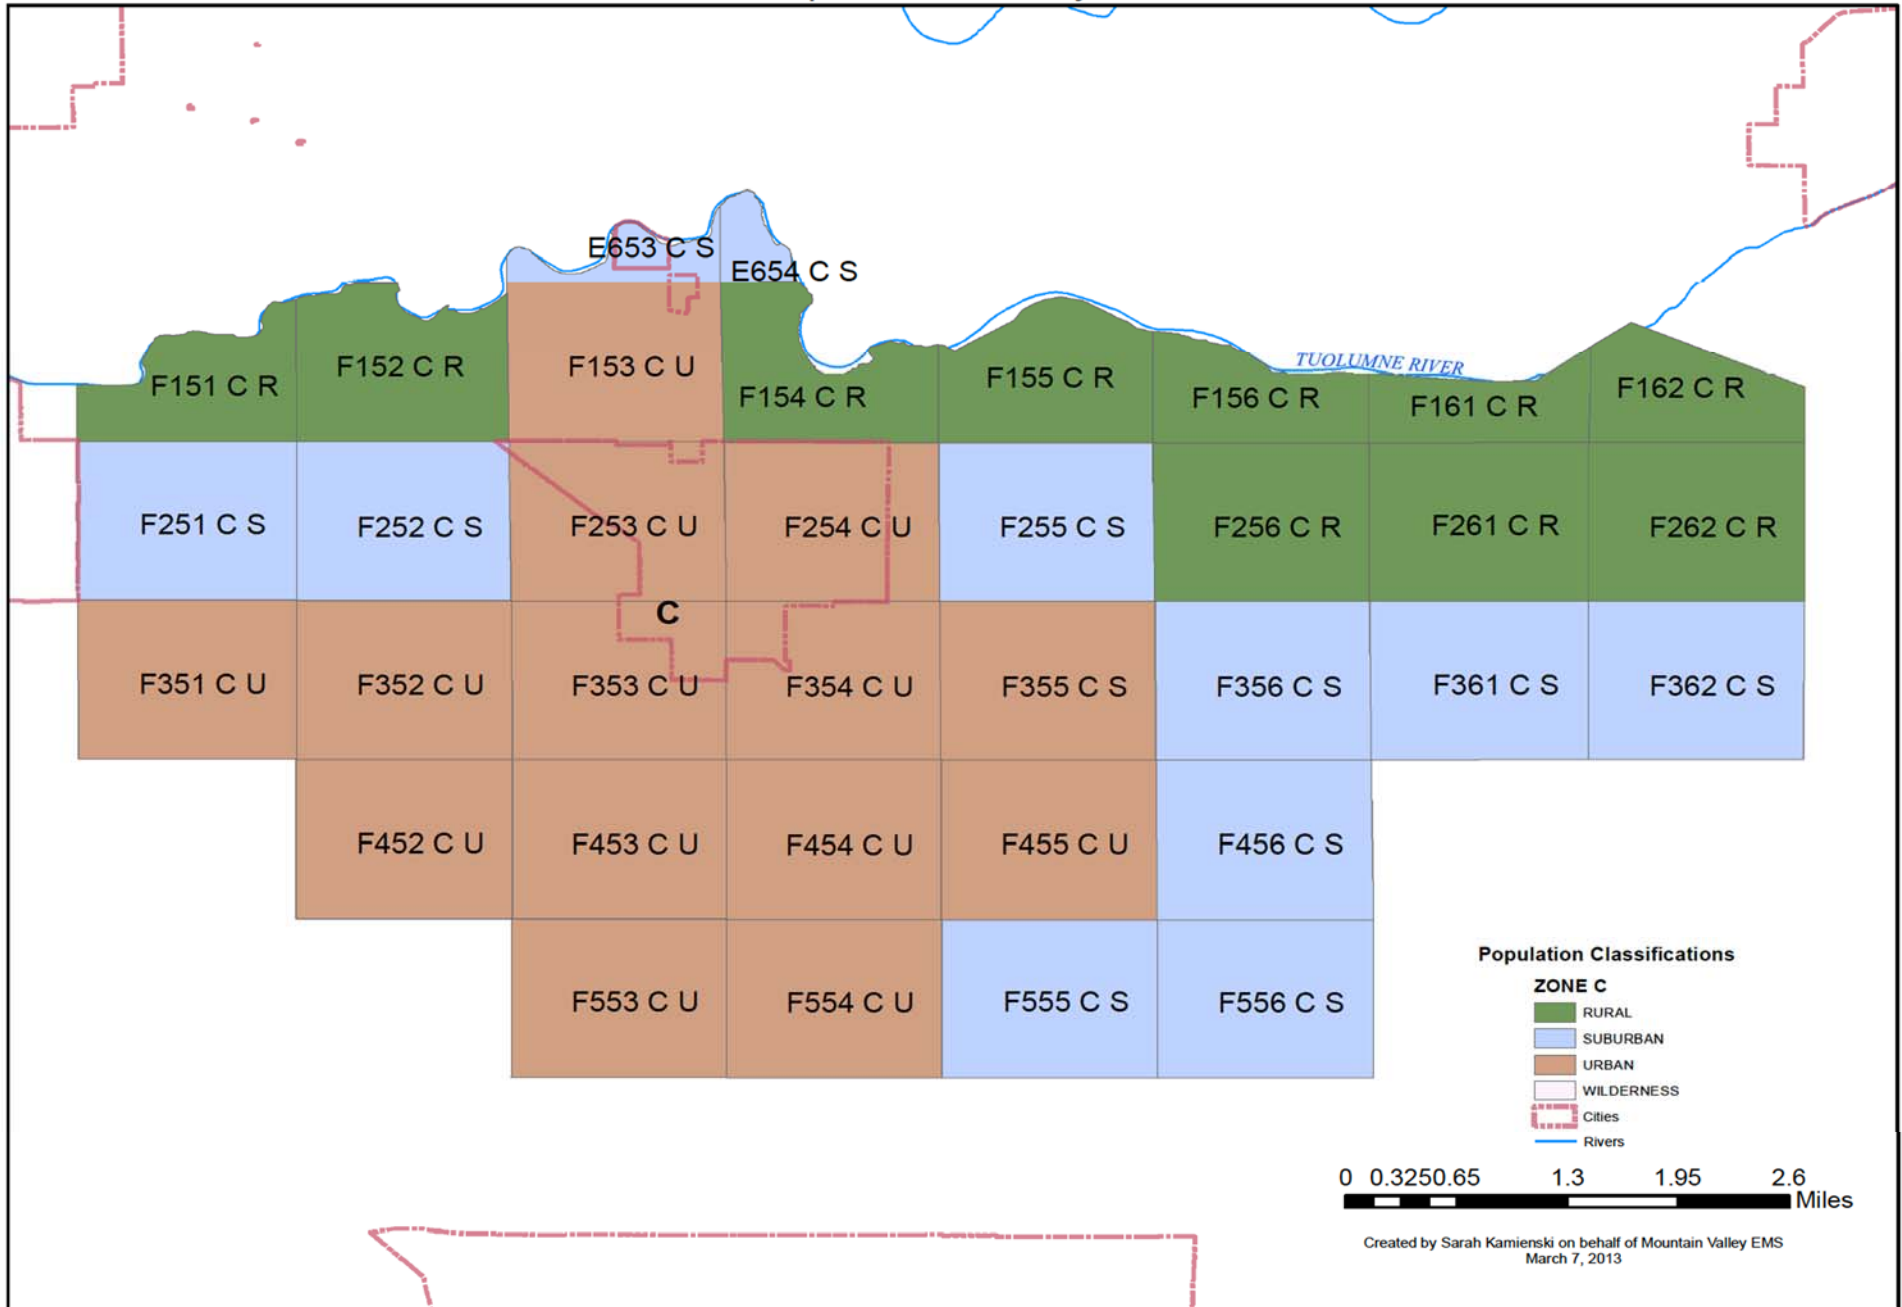 E653 C S
E654 C S
F151 C R
F152 C R
F153 C U
F154 C R
F155 C R
F156 C R
TUOLUMNE RIVER
F161 C R
F162 C R
F251 C S
F252 C S
F253 C U
F254 C U
F255 C S
F256 C R
F261 C R
F262 C R
C
F351 C U
F352 C U
F353 C U
F354 C U
F355 C S
F356 C S
F361 C S
F362 C S
F452 C U
F453 C U
F454 C U
F455 C U
F456 C S
F553 C U
F554 C U
F555 C S
F556 C S
Population Classifications
ZONE C
RURAL
SUBURBAN
URBAN
WILDERNESS
Cities
Rivers
0 0.3250.65 1.3 1.95 2.6
Miles
Created by Sarah Kamienski on behalf of Mountain Valley EMS
March 7, 2013